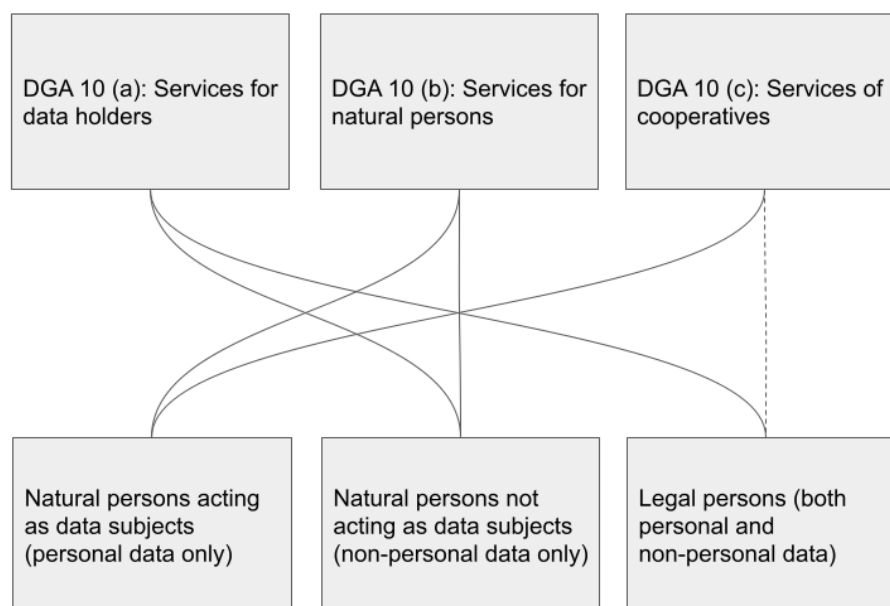 DGA 10 (a): Services for
data holders
DGA 10 (b): Services for
natural persons
DGA 10 (c): Services of
cooperatives
Natural persons acting
as data subjects
(personal data only)
Natural persons not
acting as data subjects
(non-personal data only)
Legal persons (both
personal and
non-personal data)